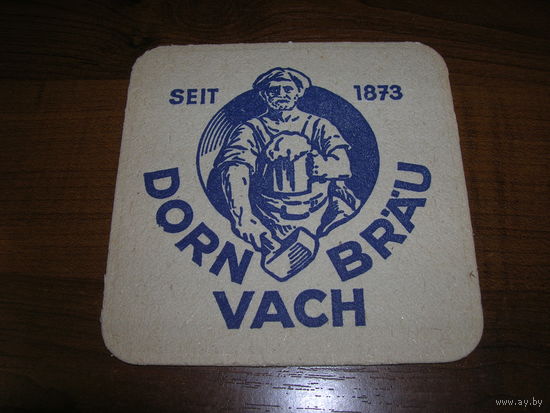 SEIT 1873
DORN BRÄU
VACH
www.ay.by